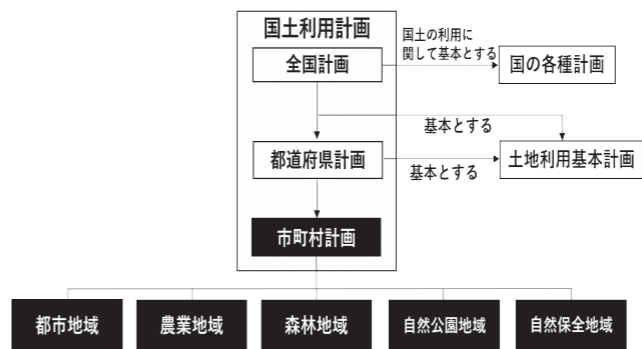 国土利用計画
全国計画
国土の利用に
関して基本とする
国の各種計画
基本とする
都道府県計画
基本とする
土地利用基本計画
市町村計画
都市地域
農業地域
森林地域
自然公園地域
自然保全地域